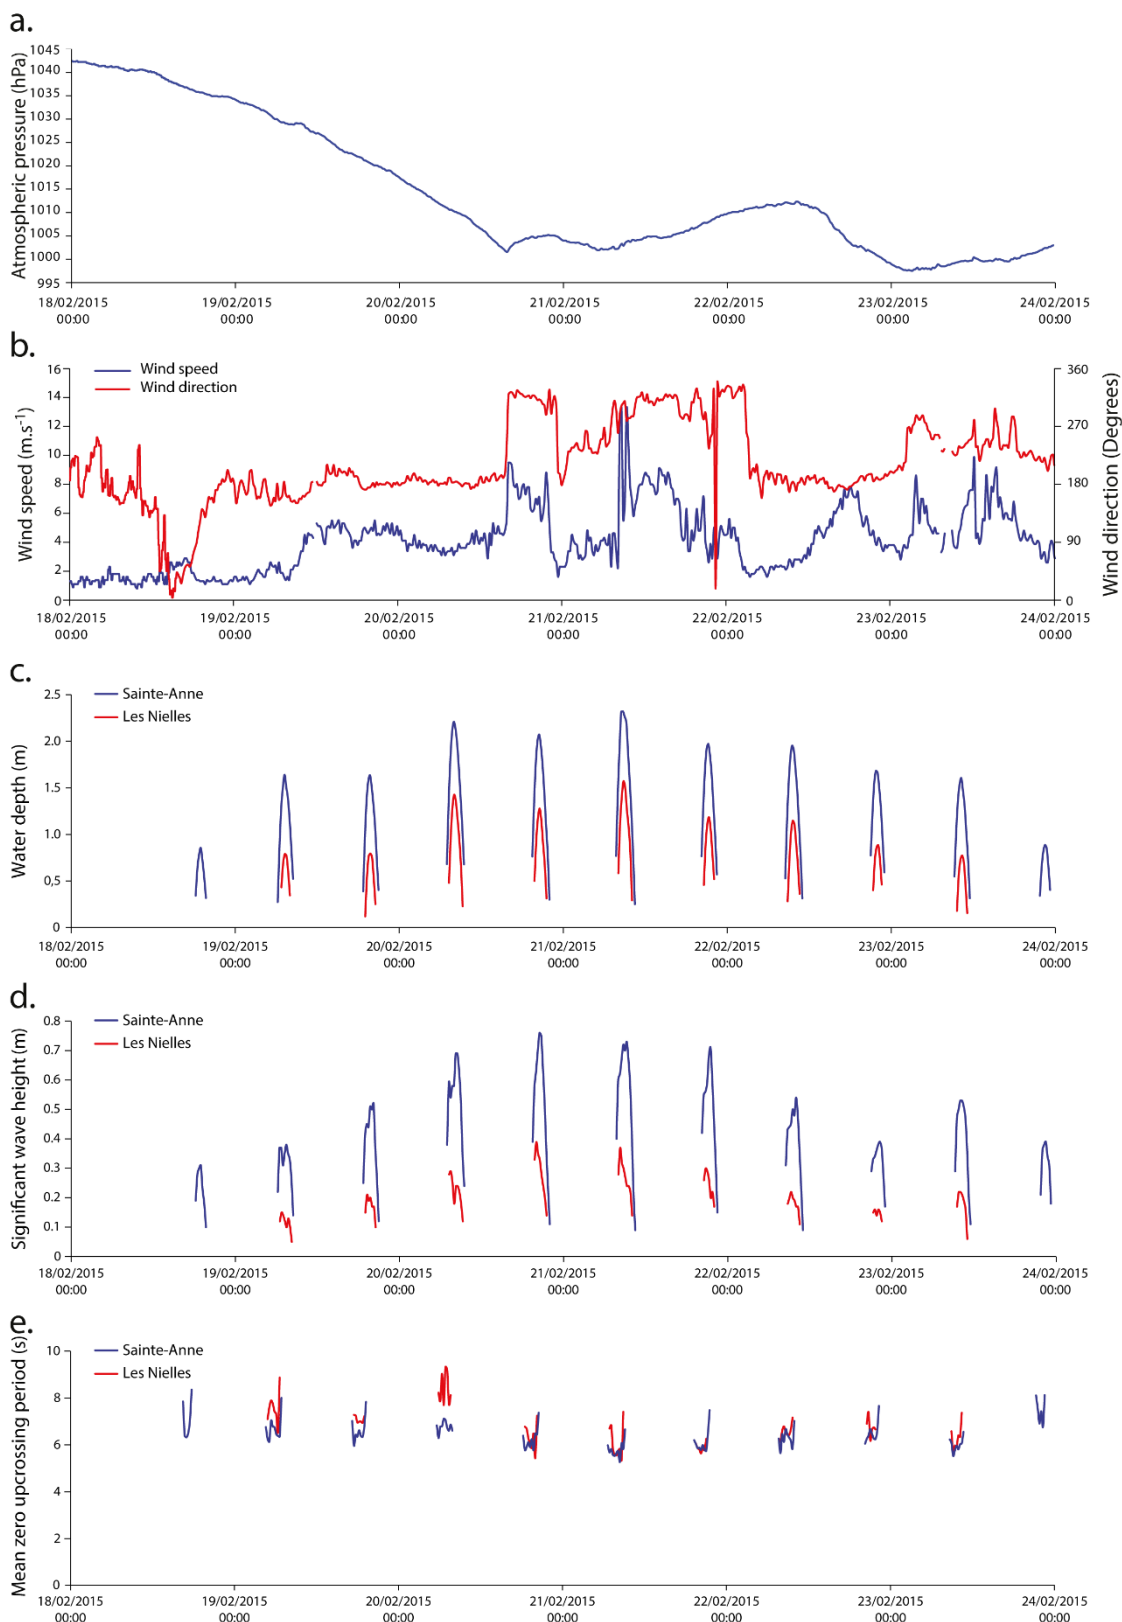 a.
Atmospheric pressure (hPa)
1045
1040
1035
1030
1025
1020
1015
1010
1005
1000
995
18/02/2015 19/02/2015 20/02/2015 21/02/2015 22/02/2015 23/02/2015 24/02/2015
00:00 00:00 00:00 00:00 00:00 00:00 00:00
b.
Wind speed
Wind direction
Wind speed (m.s⁻¹)
16
14
12
10
8
6
4
2
0
Wind direction (Degrees)
360
270
180
90
0
18/02/2015 19/02/2015 20/02/2015 21/02/2015 22/02/2015 23/02/2015 24/02/2015
00:00 00:00 00:00 00:00 00:00 00:00 00:00
c.
Sainte-Anne
Les Nielles
Water depth (m)
2.5
2.0
1.5
1.0
0,5
0
18/02/2015 19/02/2015 20/02/2015 21/02/2015 22/02/2015 23/02/2015 24/02/2015
00:00 00:00 00:00 00:00 00:00 00:00 00:00
d.
Sainte-Anne
Les Nielles
Significant wave height (m)
0.8
0.7
0.6
0.5
0.4
0.3
0.2
0.1
0
18/02/2015 19/02/2015 20/02/2015 21/02/2015 22/02/2015 23/02/2015 24/02/2015
00:00 00:00 00:00 00:00 00:00 00:00 00:00
e.
Sainte-Anne
Les Nielles
Mean zero upcrossing period (s)
10
8
6
4
2
0
18/02/2015 19/02/2015 20/02/2015 21/02/2015 22/02/2015 23/02/2015 24/02/2015
00:00 00:00 00:00 00:00 00:00 00:00 00:00